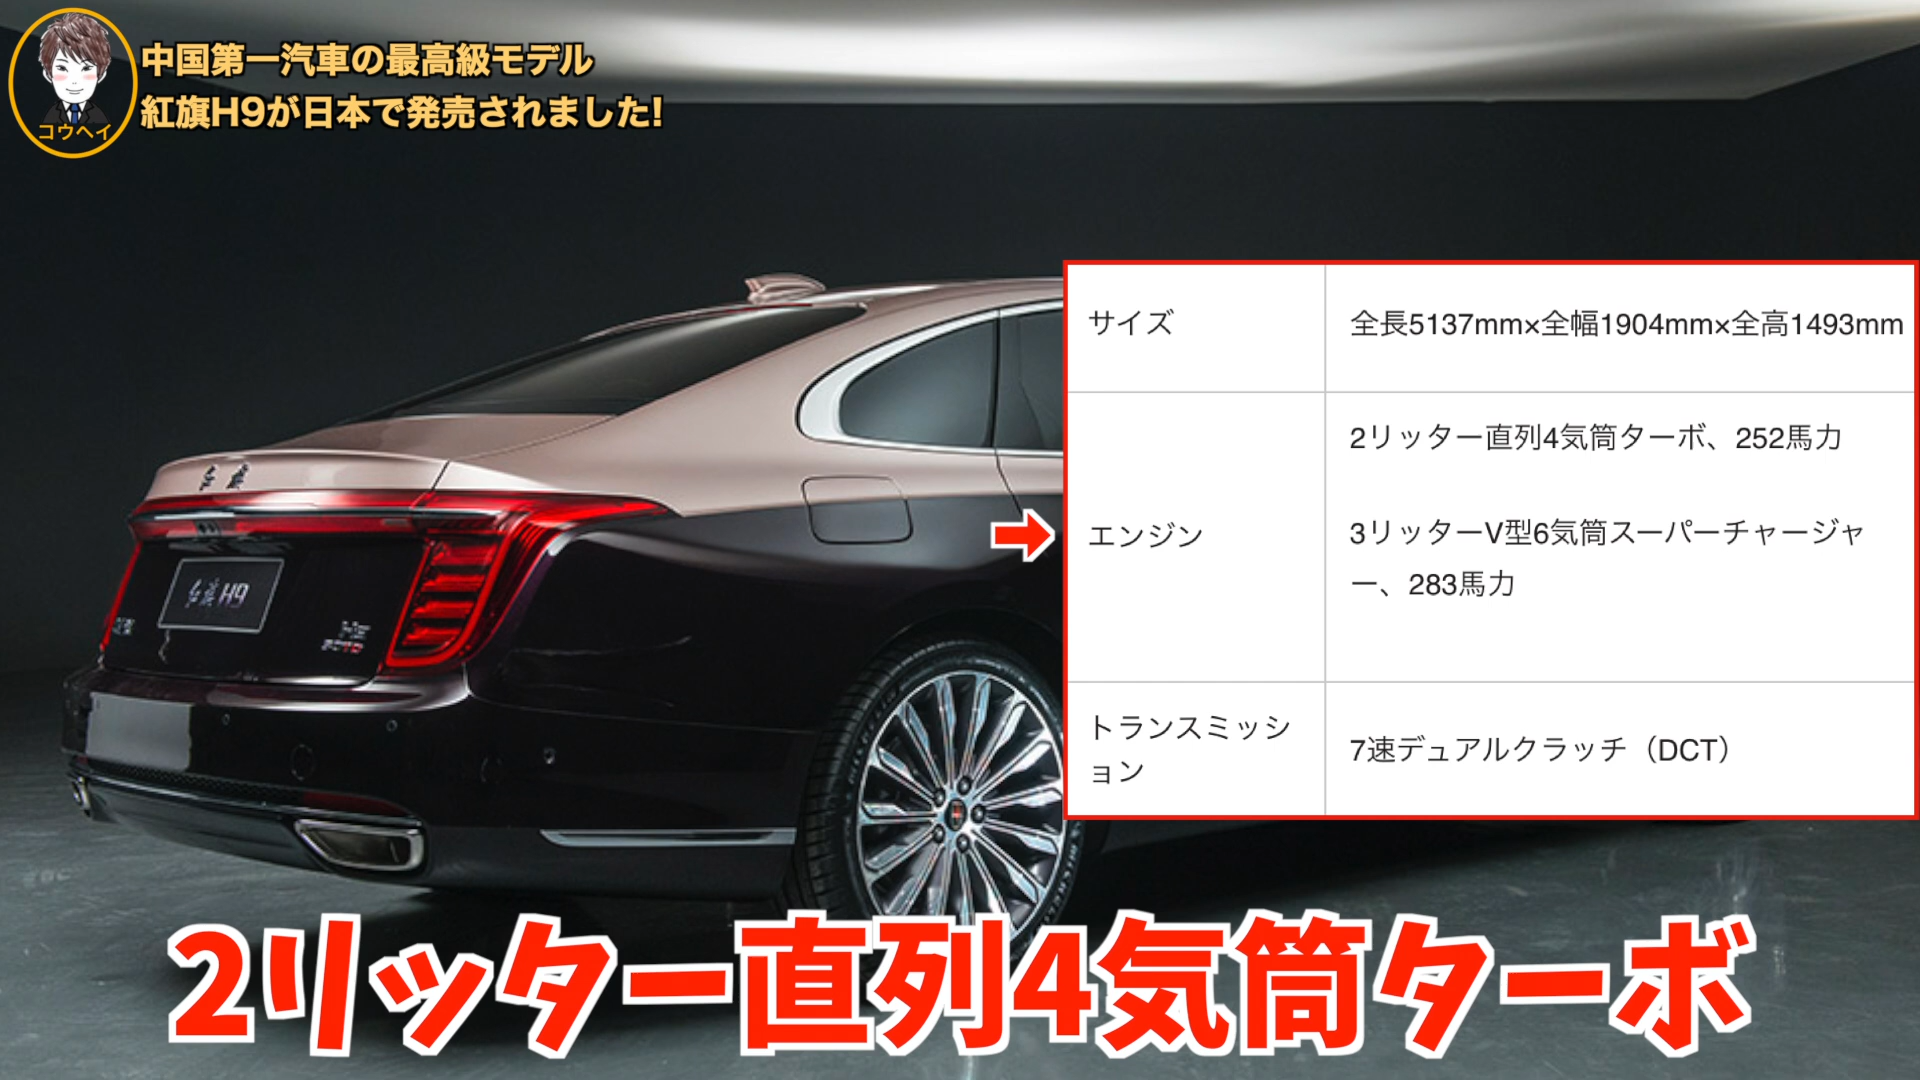 中国第一汽車の最高級モデル
紅旗H9が日本で発売されました!
コウヘイ
サイズ
全長5137mm×全幅1904mm×全高1493mm
エンジン
2リッター直列4気筒ターボ、252馬力
3リッターV型6気筒スーパーチャージャ
ー、283馬力
トランスミッシ
ョン
7速デュアルクラッチ（DCT）
H9
2リッター直列4気筒ターボ